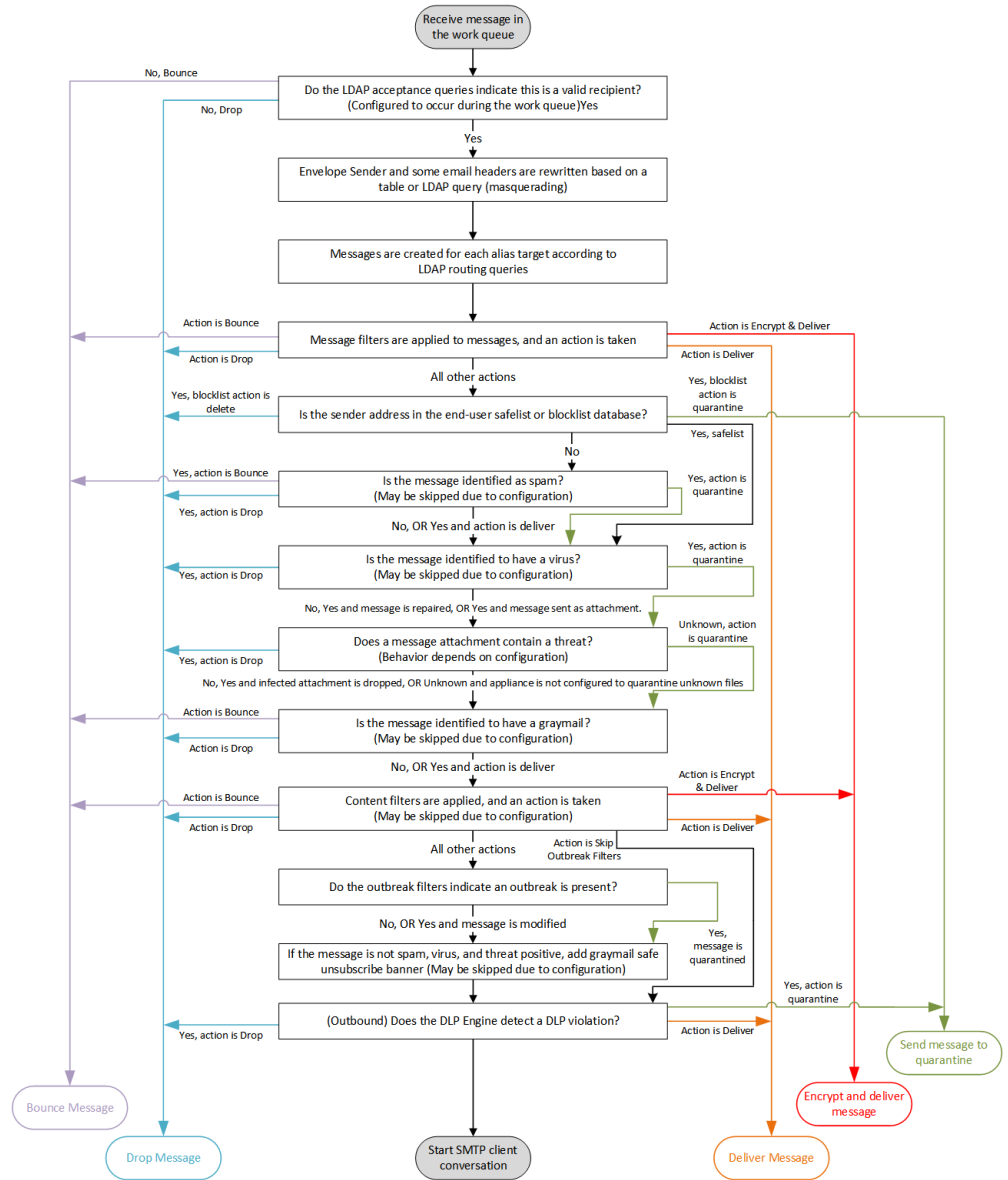 Receive message in
the work queue
No, Bounce
Do the LDAP acceptance queries indicate this is a valid recipient?
(Configured to occur during the work queue)Yes
No, Drop
Yes
Envelope Sender and some email headers are rewritten based on a
table or LDAP query (masquerading)
Messages are created for each alias target according to
LDAP routing queries
Action is Bounce
Action is Encrypt & Deliver
Message filters are applied to messages, and an action is taken
Action is Drop
Action is Deliver
All other actions
Yes, blocklist action is
delete
Yes, blocklist
action is
quarantine
Is the sender address in the end-user safelist or blocklist database?
Yes, safelist
No
Yes, action is Bounce
Is the message identified as spam?
(May be skipped due to configuration)
Yes, action is
quarantine
Yes, action is Drop
No, OR Yes and action is deliver
Is the message identified to have a virus?
(May be skipped due to configuration)
Yes, action is
quarantine
Yes, action is Drop
No, Yes and message is repaired, OR Yes and message sent as attachment.
Unknown, action
is quarantine
Does a message attachment contain a threat?
(Behavior depends on configuration)
Yes, action is Drop
No, Yes and infected attachment is dropped, OR Unknown and appliance is not configured to quarantine unknown files
Action is Bounce
Is the message identified to have a graymail?
(May be skipped due to configuration)
Action is Drop
No, OR Yes and action is deliver
Action is Encrypt
& Deliver
Action is Bounce
Content filters are applied, and an action is taken
(May be skipped due to configuration)
Action is Drop
Action is Deliver
All other actions
Action is Skip
Outbreak Filters
Do the outbreak filters indicate an outbreak is present?
No, OR Yes and message is modified
Yes,
message is
quarantined
If the message is not spam, virus, and threat positive, add graymail safe
unsubscribe banner (May be skipped due to configuration)
Yes, action is
quarantine
(Outbound) Does the DLP Engine detect a DLP violation?
Yes, action is Drop
Action is Deliver
Send message to
quarantine
Bounce Message
Encrypt and deliver
message
Drop Message
Start SMTP client
conversation
Deliver Message